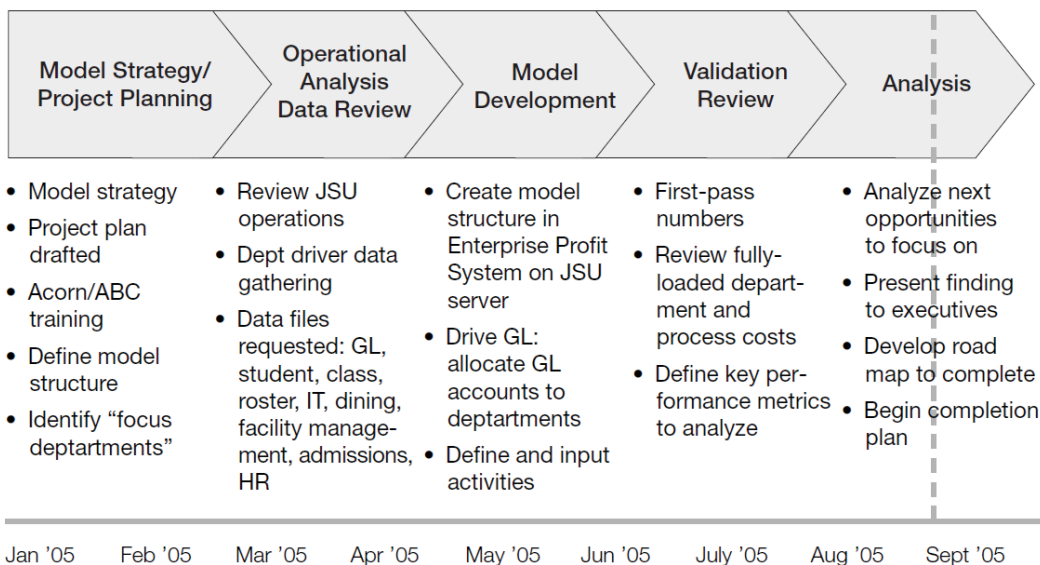 Model Strategy/
Project Planning
Operational
Analysis
Data Review
Model
Development
Validation
Review
Analysis
• Model strategy
• Project plan
drafted
• Acorn/ABC
training
• Define model
structure
• Identify “focus
deptartments”
• Review JSU
operations
• Dept driver data
gathering
• Data files
requested: GL,
student, class,
roster, IT, dining,
facility manage-
ment, admissions,
HR
• Create model
structure in
Enterprise Profit
System on JSU
server
• Drive GL:
allocate GL
accounts to
deptartments
• Define and input
activities
• First-pass
numbers
• Review fully-
loaded depart-
ment and
process costs
• Define key per-
formance metrics
to analyze
• Analyze next
opportunities
to focus on
• Present finding
to executives
• Develop road
map to complete
• Begin completion
plan
Jan ’05 Feb ’05 Mar ’05 Apr ’05 May ’05 Jun ’05 July ’05 Aug ’05 Sept ’05